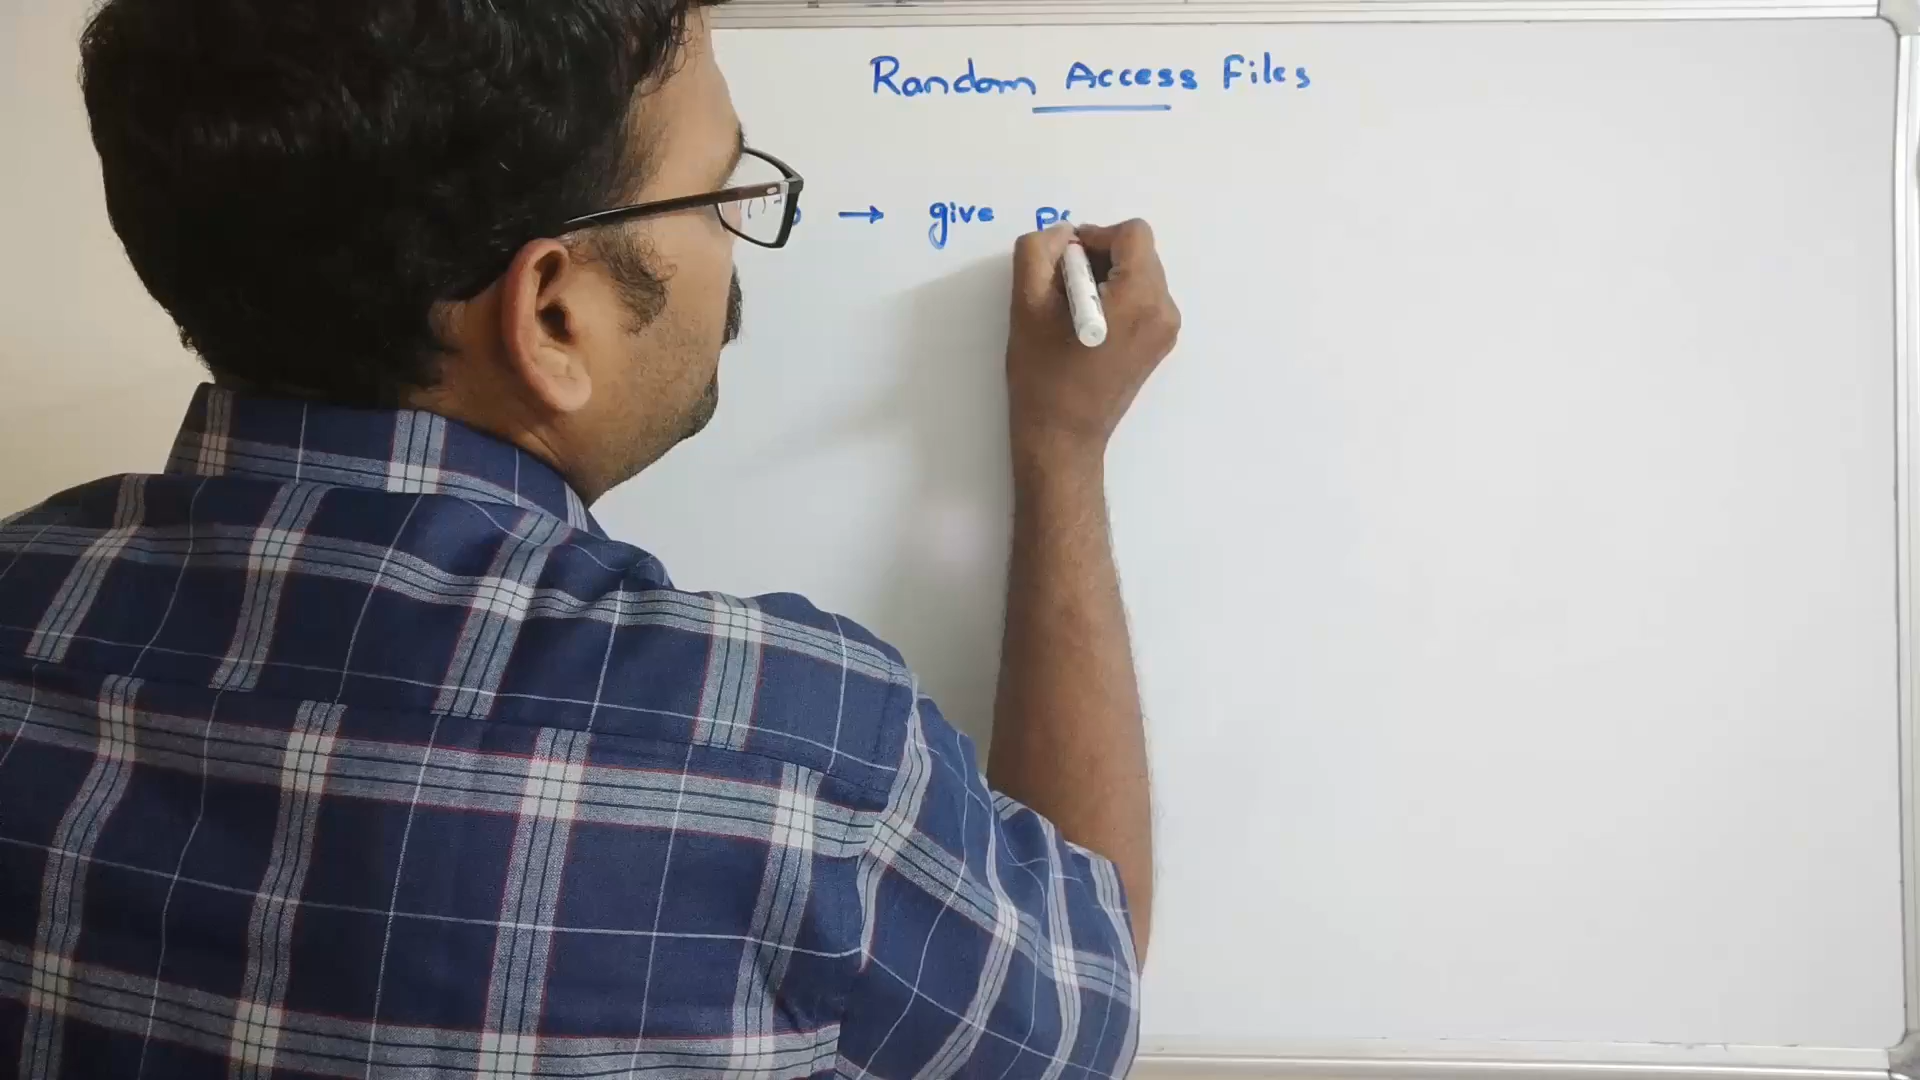 Random Access Files
→ give